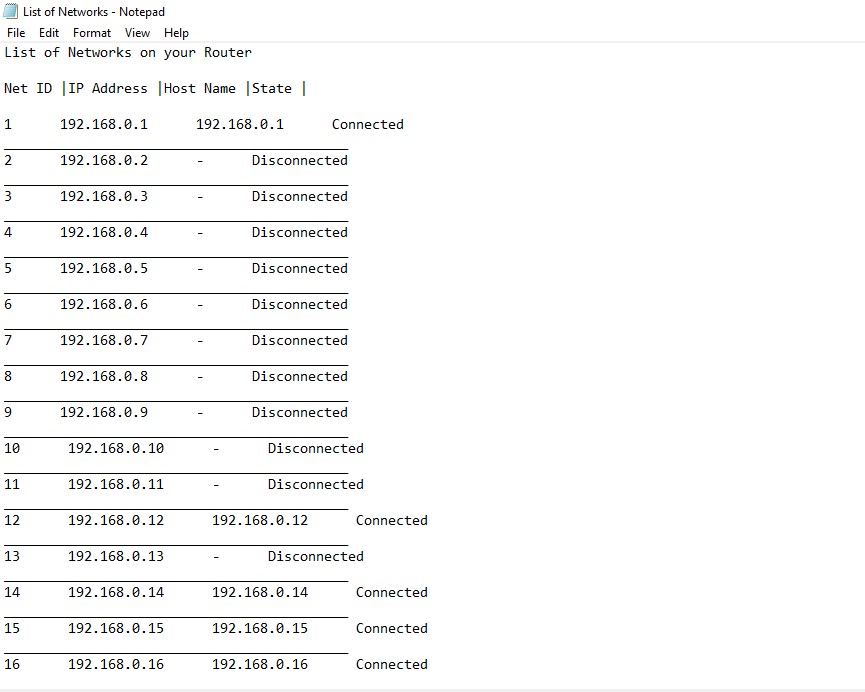 List of Networks - Notepad
File Edit Format View Help
List of Networks on your Router
Net ID |IP Address |Host Name |State |
1 192.168.0.1 192.168.0.1 Connected
2 192.168.0.2 - Disconnected
3 192.168.0.3 - Disconnected
4 192.168.0.4 - Disconnected
5 192.168.0.5 - Disconnected
6 192.168.0.6 - Disconnected
7 192.168.0.7 - Disconnected
8 192.168.0.8 - Disconnected
9 192.168.0.9 - Disconnected
10 192.168.0.10 - Disconnected
11 192.168.0.11 - Disconnected
12 192.168.0.12 192.168.0.12 Connected
13 192.168.0.13 - Disconnected
14 192.168.0.14 192.168.0.14 Connected
15 192.168.0.15 192.168.0.15 Connected
16 192.168.0.16 192.168.0.16 Connected